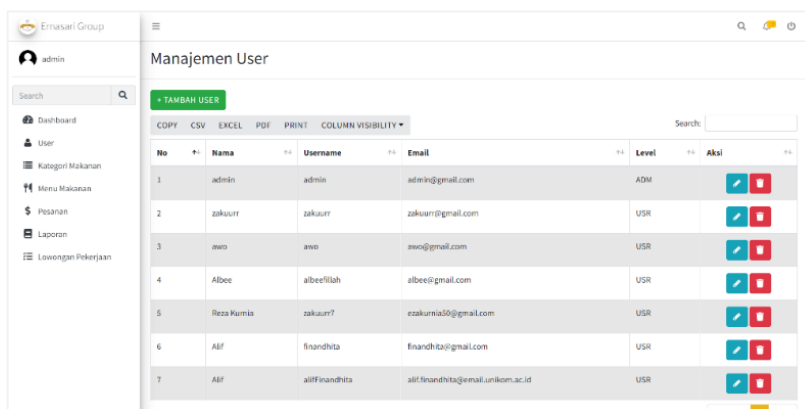 Ernasari Group
admin
Search
Dashboard
User
Kategori Makanan
Menu Makanan
Pesanan
Laporan
Lowongan Pekerjaan
Manajemen User
+ TAMBAH USER
COPY CSV EXCEL PDF PRINT COLUMN VISIBILITY
Search:
No Nama Username Email Level Aksi
1 admin admin admin@gmail.com ADM
2 zakuurr zakuurr zakuurr@gmail.com USR
3 awo awo awo@gmail.com USR
4 Albee albeefillah albee@gmail.com USR
5 Reza Kurnia zakuurr7 ezakurnia50@gmail.com USR
6 Alif finandhita finandhita@gmail.com USR
7 Alif alifFinandhita alif.finandhita@email.unikom.ac.id USR